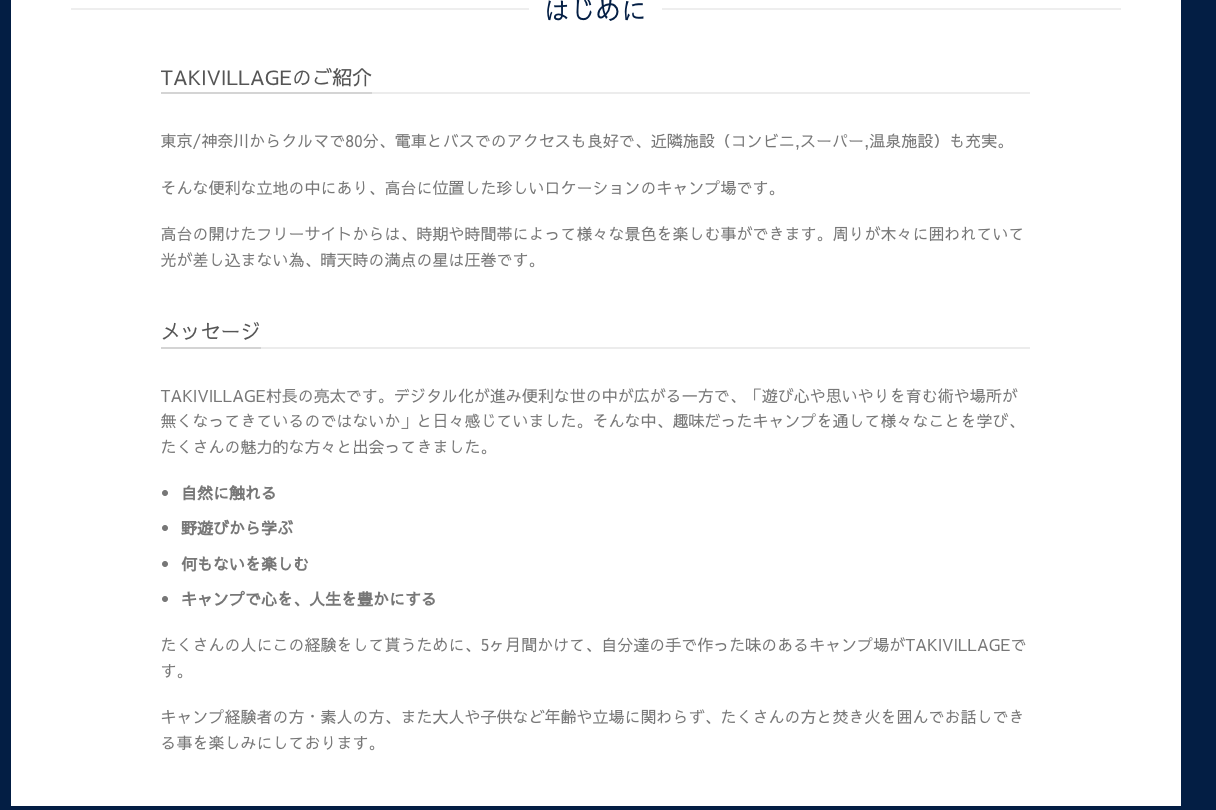 はじめに
TAKIVILLAGEのご紹介
東京/神奈川からクルマで80分、電車とバスでのアクセスも良好で、近隣施設（コンビニ,スーパー,温泉施設）も充実。
そんな便利な立地の中にあり、高台に位置した珍しいロケーションのキャンプ場です。
高台の開けたフリーサイトからは、時期や時間帯によって様々な景色を楽しむ事ができます。周りが木々に囲われていて
光が差し込まない為、晴天時の満点の星は圧巻です。
メッセージ
TAKIVILLAGE村長の亮太です。デジタル化が進み便利な世の中が広がる一方で、「遊び心や思いやりを育む術や場所が
無くなってきているのではないか」と日々感じていました。そんな中、趣味だったキャンプを通して様々なことを学び、
たくさんの魅力的な方々と出会ってきました。
• 自然に触れる
• 野遊びから学ぶ
• 何もないを楽しむ
• キャンプで心を、人生を豊かにする
たくさんの人にこの経験をして貰うために、5ヶ月間かけて、自分達の手で作った味のあるキャンプ場がTAKIVILLAGEで
す。
キャンプ経験者の方・素人の方、また大人や子供など年齢や立場に関わらず、たくさんの方と焚き火を囲んでお話しでき
る事を楽しみにしております。